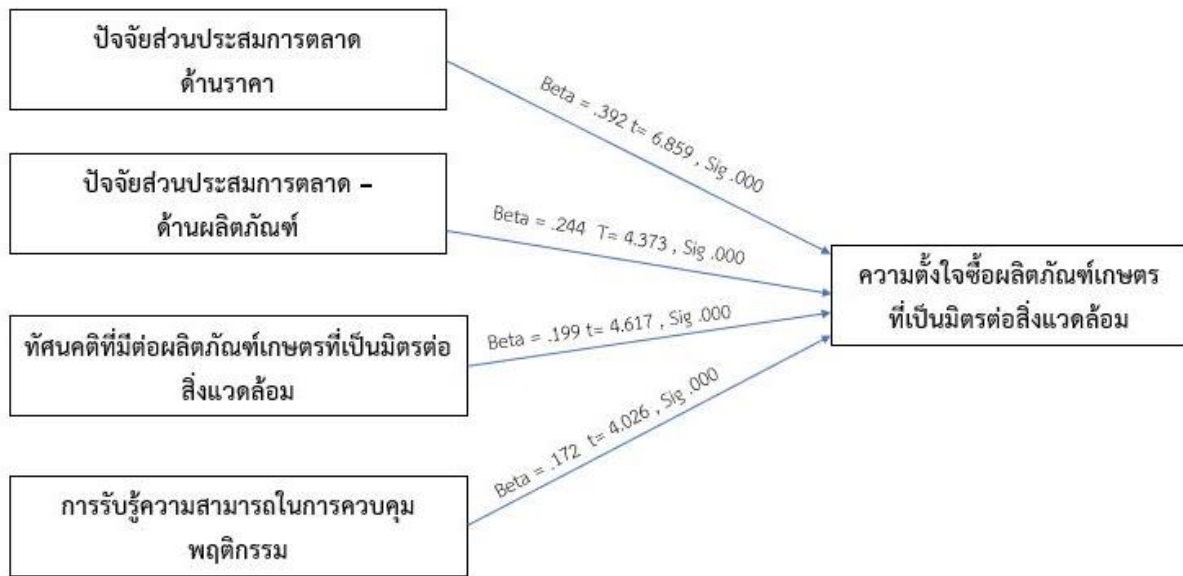 ปัจจัยส่วนประสมการตลาด
ด้านราคา
Beta = .392 t= 6.859 , Sig .000
ปัจจัยส่วนประสมการตลาด –
ด้านผลิตภัณฑ์
Beta = .244 T= 4.373 , Sig .000
ความตั้งใจซื้อผลิตภัณฑ์เกษตร
ที่เป็นมิตรต่อสิ่งแวดล้อม
ทัศนคติที่มีต่อผลิตภัณฑ์เกษตรที่เป็นมิตรต่อ
สิ่งแวดล้อม
Beta = .199 t= 4.617 , Sig .000
การรับรู้ความสามารถในการควบคุม
พฤติกรรม
Beta = .172 t= 4.026 , Sig .000